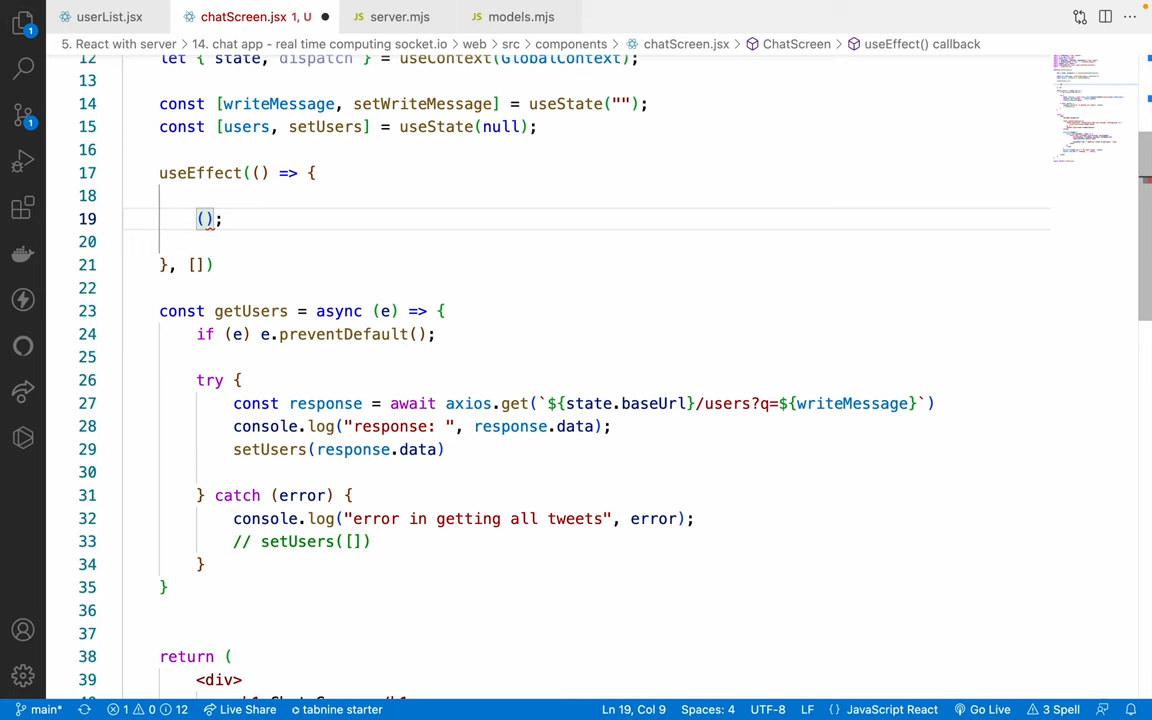 userList.jsx chatScreen.jsx 1, U JS server.mjs JS models.mjs
5. React with server > 14. chat app - real time computing socket.io > web > src > components > chatScreen.jsx > ChatScreen > useEffect() callback
12 let { state, dispatch } = useContext(GlobalContext);
13
14 const [writeMessage, setWriteMessage] = useState("");
15 const [users, setUsers] = useState(null);
16
17 useEffect(() => {
18
19 ();
20
21 }, [])
22
23 const getUsers = async (e) => {
24 if (e) e.preventDefault();
25
26 try {
27 const response = await axios.get(`${state.baseUrl}/users?q=${writeMessage}`)
28 console.log("response: ", response.data);
29 setUsers(response.data)
30
31 } catch (error) {
32 console.log("error in getting all tweets", error);
33 // setUsers([])
34 }
35 }
36
37
38 return (
39 <div>
main* 1 0 12 Live Share tabnine starter Ln 19, Col 9 Spaces: 4 UTF-8 LF {} JavaScript React Go Live 3 Spell